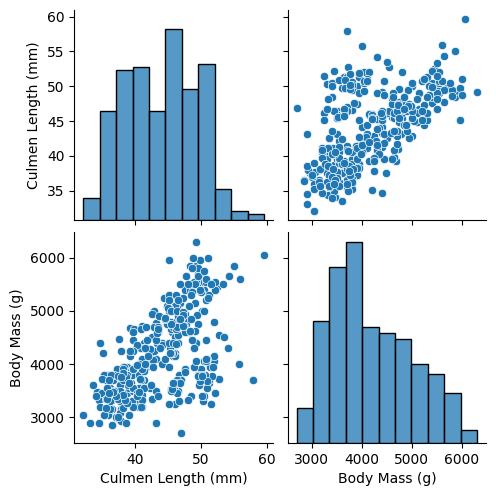 60
55
50
45
40
35
Culmen Length (mm)
6000
5000
4000
3000
Body Mass (g)
40 50 60
Culmen Length (mm)
3000 4000 5000 6000
Body Mass (g)